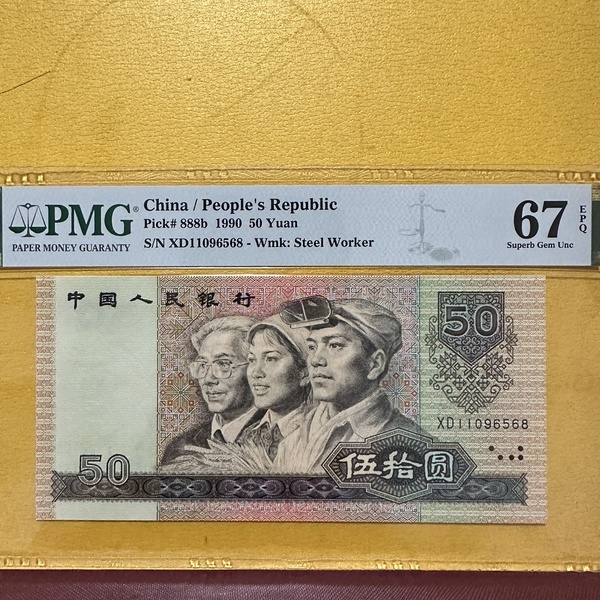 PMG®
PAPER MONEY GUARANTY
China / People's Republic
Pick# 888b 1990 50 Yuan
S/N XD11096568 - Wmk: Steel Worker
67 EPQ
Superb Gem Unc
中国人民银行
50
XD11096568
50
伍拾圆